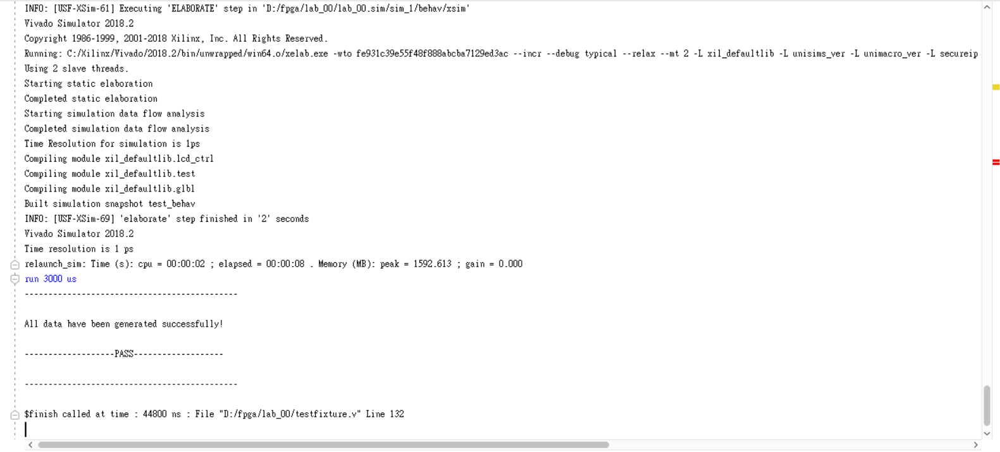 INFO: [USF-XSim-61] Executing 'ELABORATE' step in 'D:/fpga/lab_00/lab_00.sim/sim_1/behav/xsim'
Vivado Simulator 2018.2
Copyright 1986-1999, 2001-2018 Xilinx, Inc. All Rights Reserved.
Running: C:/Xilinx/Vivado/2018.2/bin/unwrapped/win64.o/xelab.exe -wto fe931c39e55f48f888abcba7129ed3ac --incr --debug typical --relax --mt 2 -L xil_defaultlib -L unisims_ver -L unimacro_ver -L secureip
Using 2 slave threads.
Starting static elaboration
Completed static elaboration
Starting simulation data flow analysis
Completed simulation data flow analysis
Time Resolution for simulation is 1ps
Compiling module xil_defaultlib.lcd_ctrl
Compiling module xil_defaultlib.test
Compiling module xil_defaultlib.glbl
Built simulation snapshot test_behav
INFO: [USF-XSim-69] 'elaborate' step finished in '2' seconds
Vivado Simulator 2018.2
Time resolution is 1 ps
relaunch_sim: Time (s): cpu = 00:00:02 ; elapsed = 00:00:08 . Memory (MB): peak = 1592.613 ; gain = 0.000
run 3000 us
---------------------------------------------
All data have been generated successfully!
-------------------PASS-------------------
---------------------------------------------
$finish called at time : 44800 ns : File "D:/fpga/lab_00/testfixture.v" Line 132